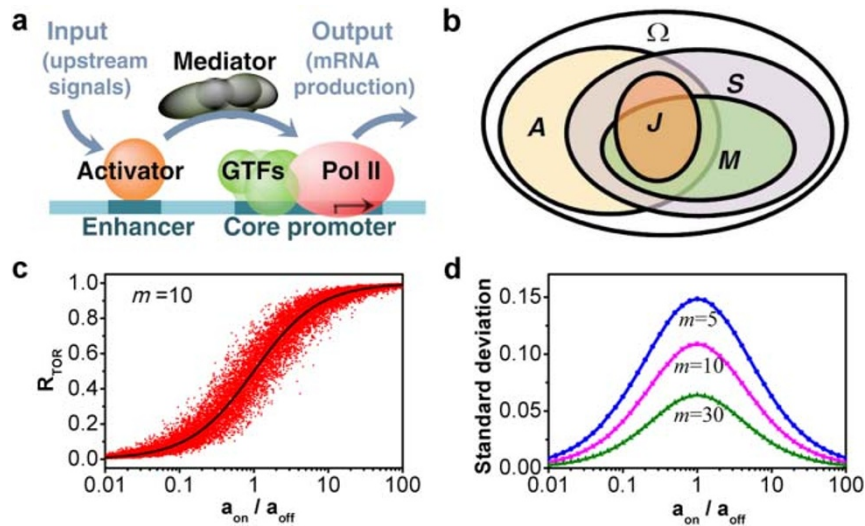 a
Input
(upstream
signals)
Mediator
Output
(mRNA
production)
Activator
GTFs
Pol II
Enhancer
Core promoter
b
Ω
A
S
J
M
c
m=10
R_TOR
1.0
0.8
0.6
0.4
0.2
0.0
0.01
0.1
1
10
100
a_on / a_off
d
Standard deviation
0.15
0.10
0.05
0.00
m=5
m=10
m=30
0.01
0.1
1
10
100
a_on / a_off